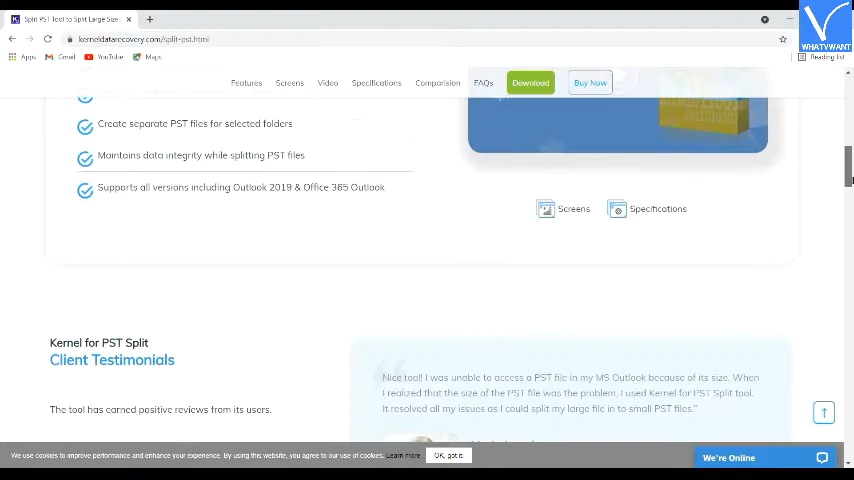 Split PST Tool to Split Large Size
kerneldatarecovery.com/split-pst.html
Apps Gmail YouTube Maps
Reading list
WHATVWANT
Features Screens Video Specifications Comparision FAQs Download Buy Now
Create separate PST files for selected folders
Maintains data integrity while splitting PST files
Supports all versions including Outlook 2019 & Office 365 Outlook
Screens Specifications
Kernel for PST Split
Client Testimonials
The tool has earned positive reviews from its users.
Nice tool! I was unable to access a PST file in my MS Outlook because of its size. When
I realized that the size of the PST file was the problem, I used Kernel for PST Split tool.
It resolved all my issues as I could split my large file in to small PST files."
We use cookies to improve performance and enhance your experience. By using this website, you agree to our use of cookies. Learn more OK, got it.
We're Online